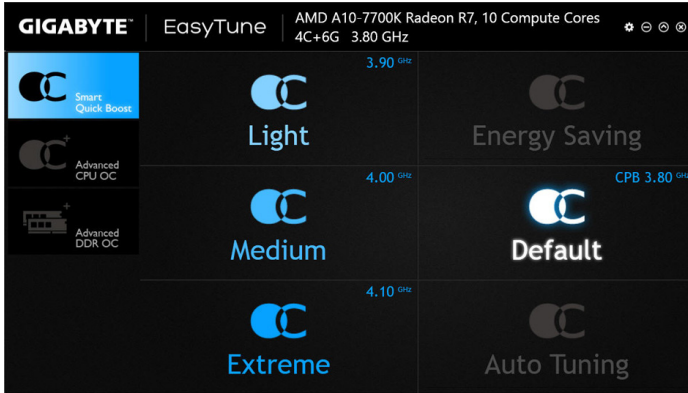 GIGABYTE™
EasyTune
AMD A10-7700K Radeon R7, 10 Compute Cores
4C+6G 3.80 GHz
Smart
Quick Boost
Advanced
CPU OC
Advanced
DDR OC
3.90 GHz
Light
Energy Saving
4.00 GHz
Medium
CPB 3.80 GHz
Default
4.10 GHz
Extreme
Auto Tuning